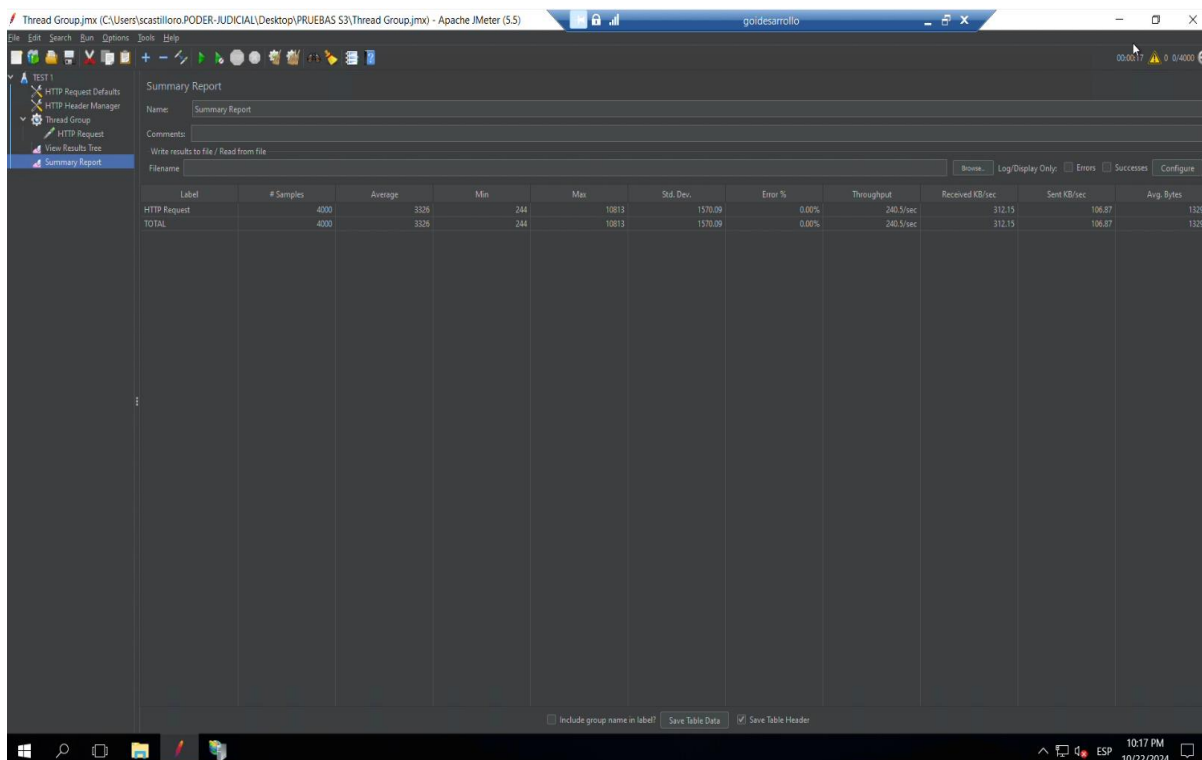 Thread Group.jmx (C:\Users\scastilloro.PODER-JUDICIAL\Desktop\PRUEBAS S3\Thread Group.jmx) - Apache JMeter (5.5)
goidesarrollo
File Edit Search Run Options Tools Help
00:00:17 0 0/4000
TEST 1
HTTP Request Defaults
HTTP Header Manager
Thread Group
HTTP Request
View Results Tree
Summary Report
Summary Report
Name: Summary Report
Comments:
Write results to file / Read from file
Filename Browse... Log/Display Only: Errors Successes Configure
Label # Samples Average Min Max Std. Dev. Error % Throughput Received KB/sec Sent KB/sec Avg. Bytes
HTTP Request 4000 3326 244 10813 1570.09 0.00% 240.5/sec 312.15 106.87 1329
TOTAL 4000 3326 244 10813 1570.09 0.00% 240.5/sec 312.15 106.87 1329
Include group name in label? Save Table Data Save Table Header
ESP 10:17 PM
10/22/2024